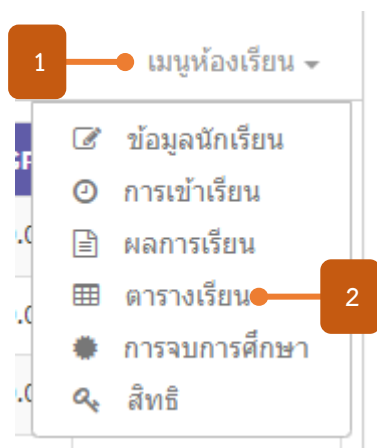 1 เมนูห้องเรียน
ข้อมูลนักเรียน
การเข้าเรียน
ผลการเรียน
ตารางเรียน 2
การจบการศึกษา
สิทธิ